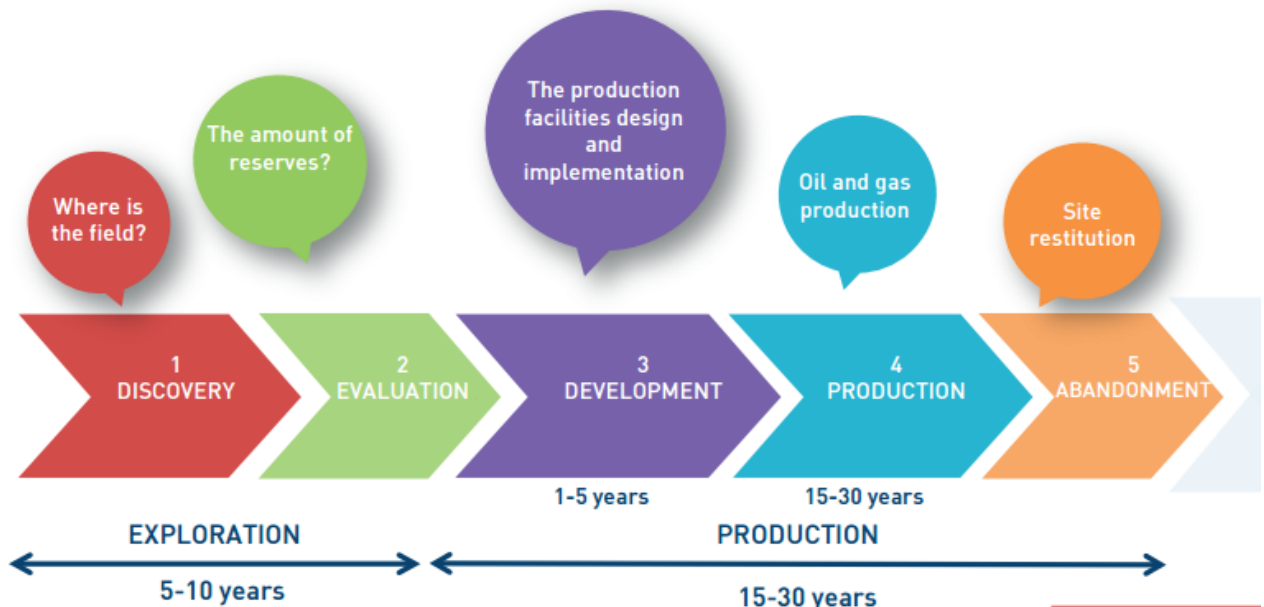 Where is
the field?
The amount of
reserves?
The production
facilities design
and
implementation
Oil and gas
production
Site
restitution
1
DISCOVERY
2
EVALUATION
3
DEVELOPMENT
4
PRODUCTION
5
ABANDONMENT
1-5 years
15-30 years
EXPLORATION
PRODUCTION
5-10 years
15-30 years